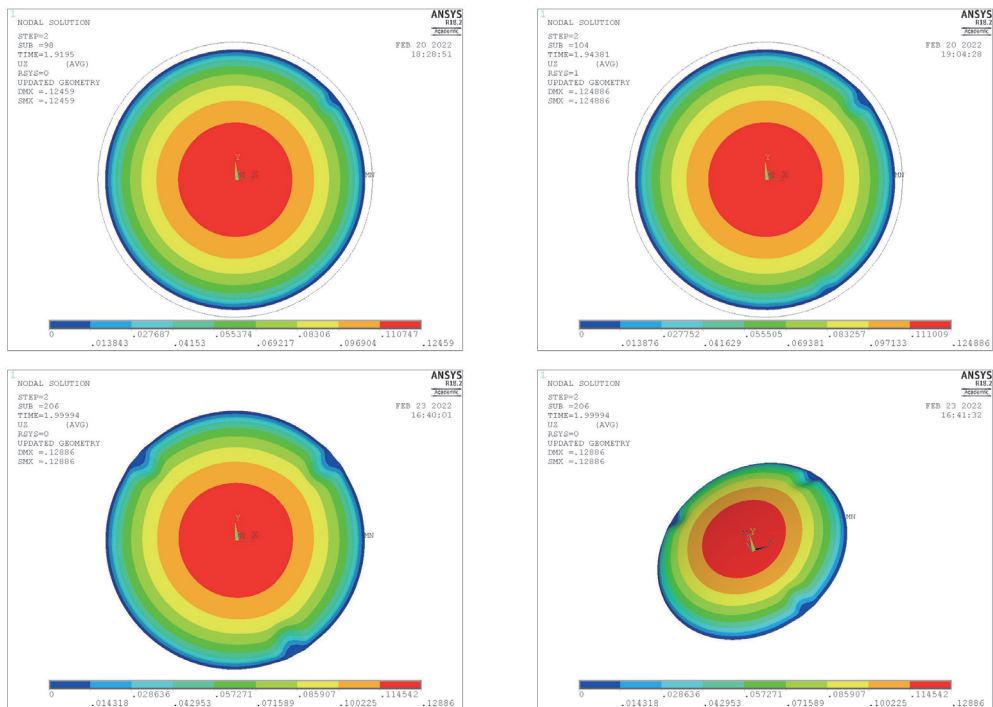 1
NODAL SOLUTION
STEP=2
SUB =98
TIME=1.9195
UZ (AVG)
RSYS=0
UPDATED GEOMETRY
DMX =.12459
SMX =.12459
ANSYS
R18.2
Academic
FEB 20 2022
18:28:51
Y
X
MN
0 .027687 .055374 .08306 .110747
.013843 .04153 .069217 .096904 .12459
1
NODAL SOLUTION
STEP=2
SUB =104
TIME=1.94381
UZ (AVG)
RSYS=1
UPDATED GEOMETRY
DMX =.124886
SMX =.124886
ANSYS
R18.2
Academic
FEB 20 2022
19:04:28
Y
X
MN
0 .027752 .055505 .083257 .111009
.013876 .041629 .069381 .097133 .124886
1
NODAL SOLUTION
STEP=2
SUB =206
TIME=1.99994
UZ (AVG)
RSYS=0
UPDATED GEOMETRY
DMX =.12886
SMX =.12886
ANSYS
R18.2
Academic
FEB 23 2022
16:40:01
Y
X
MN
0 .028636 .057271 .085907 .114542
.014318 .042953 .071589 .100225 .12886
1
NODAL SOLUTION
STEP=2
SUB =206
TIME=1.99994
UZ (AVG)
RSYS=0
UPDATED GEOMETRY
DMX =.12886
SMX =.12886
ANSYS
R18.2
Academic
FEB 23 2022
16:41:32
Y
MN
0 .028636 .057271 .085907 .114542
.014318 .042953 .071589 .100225 .12886